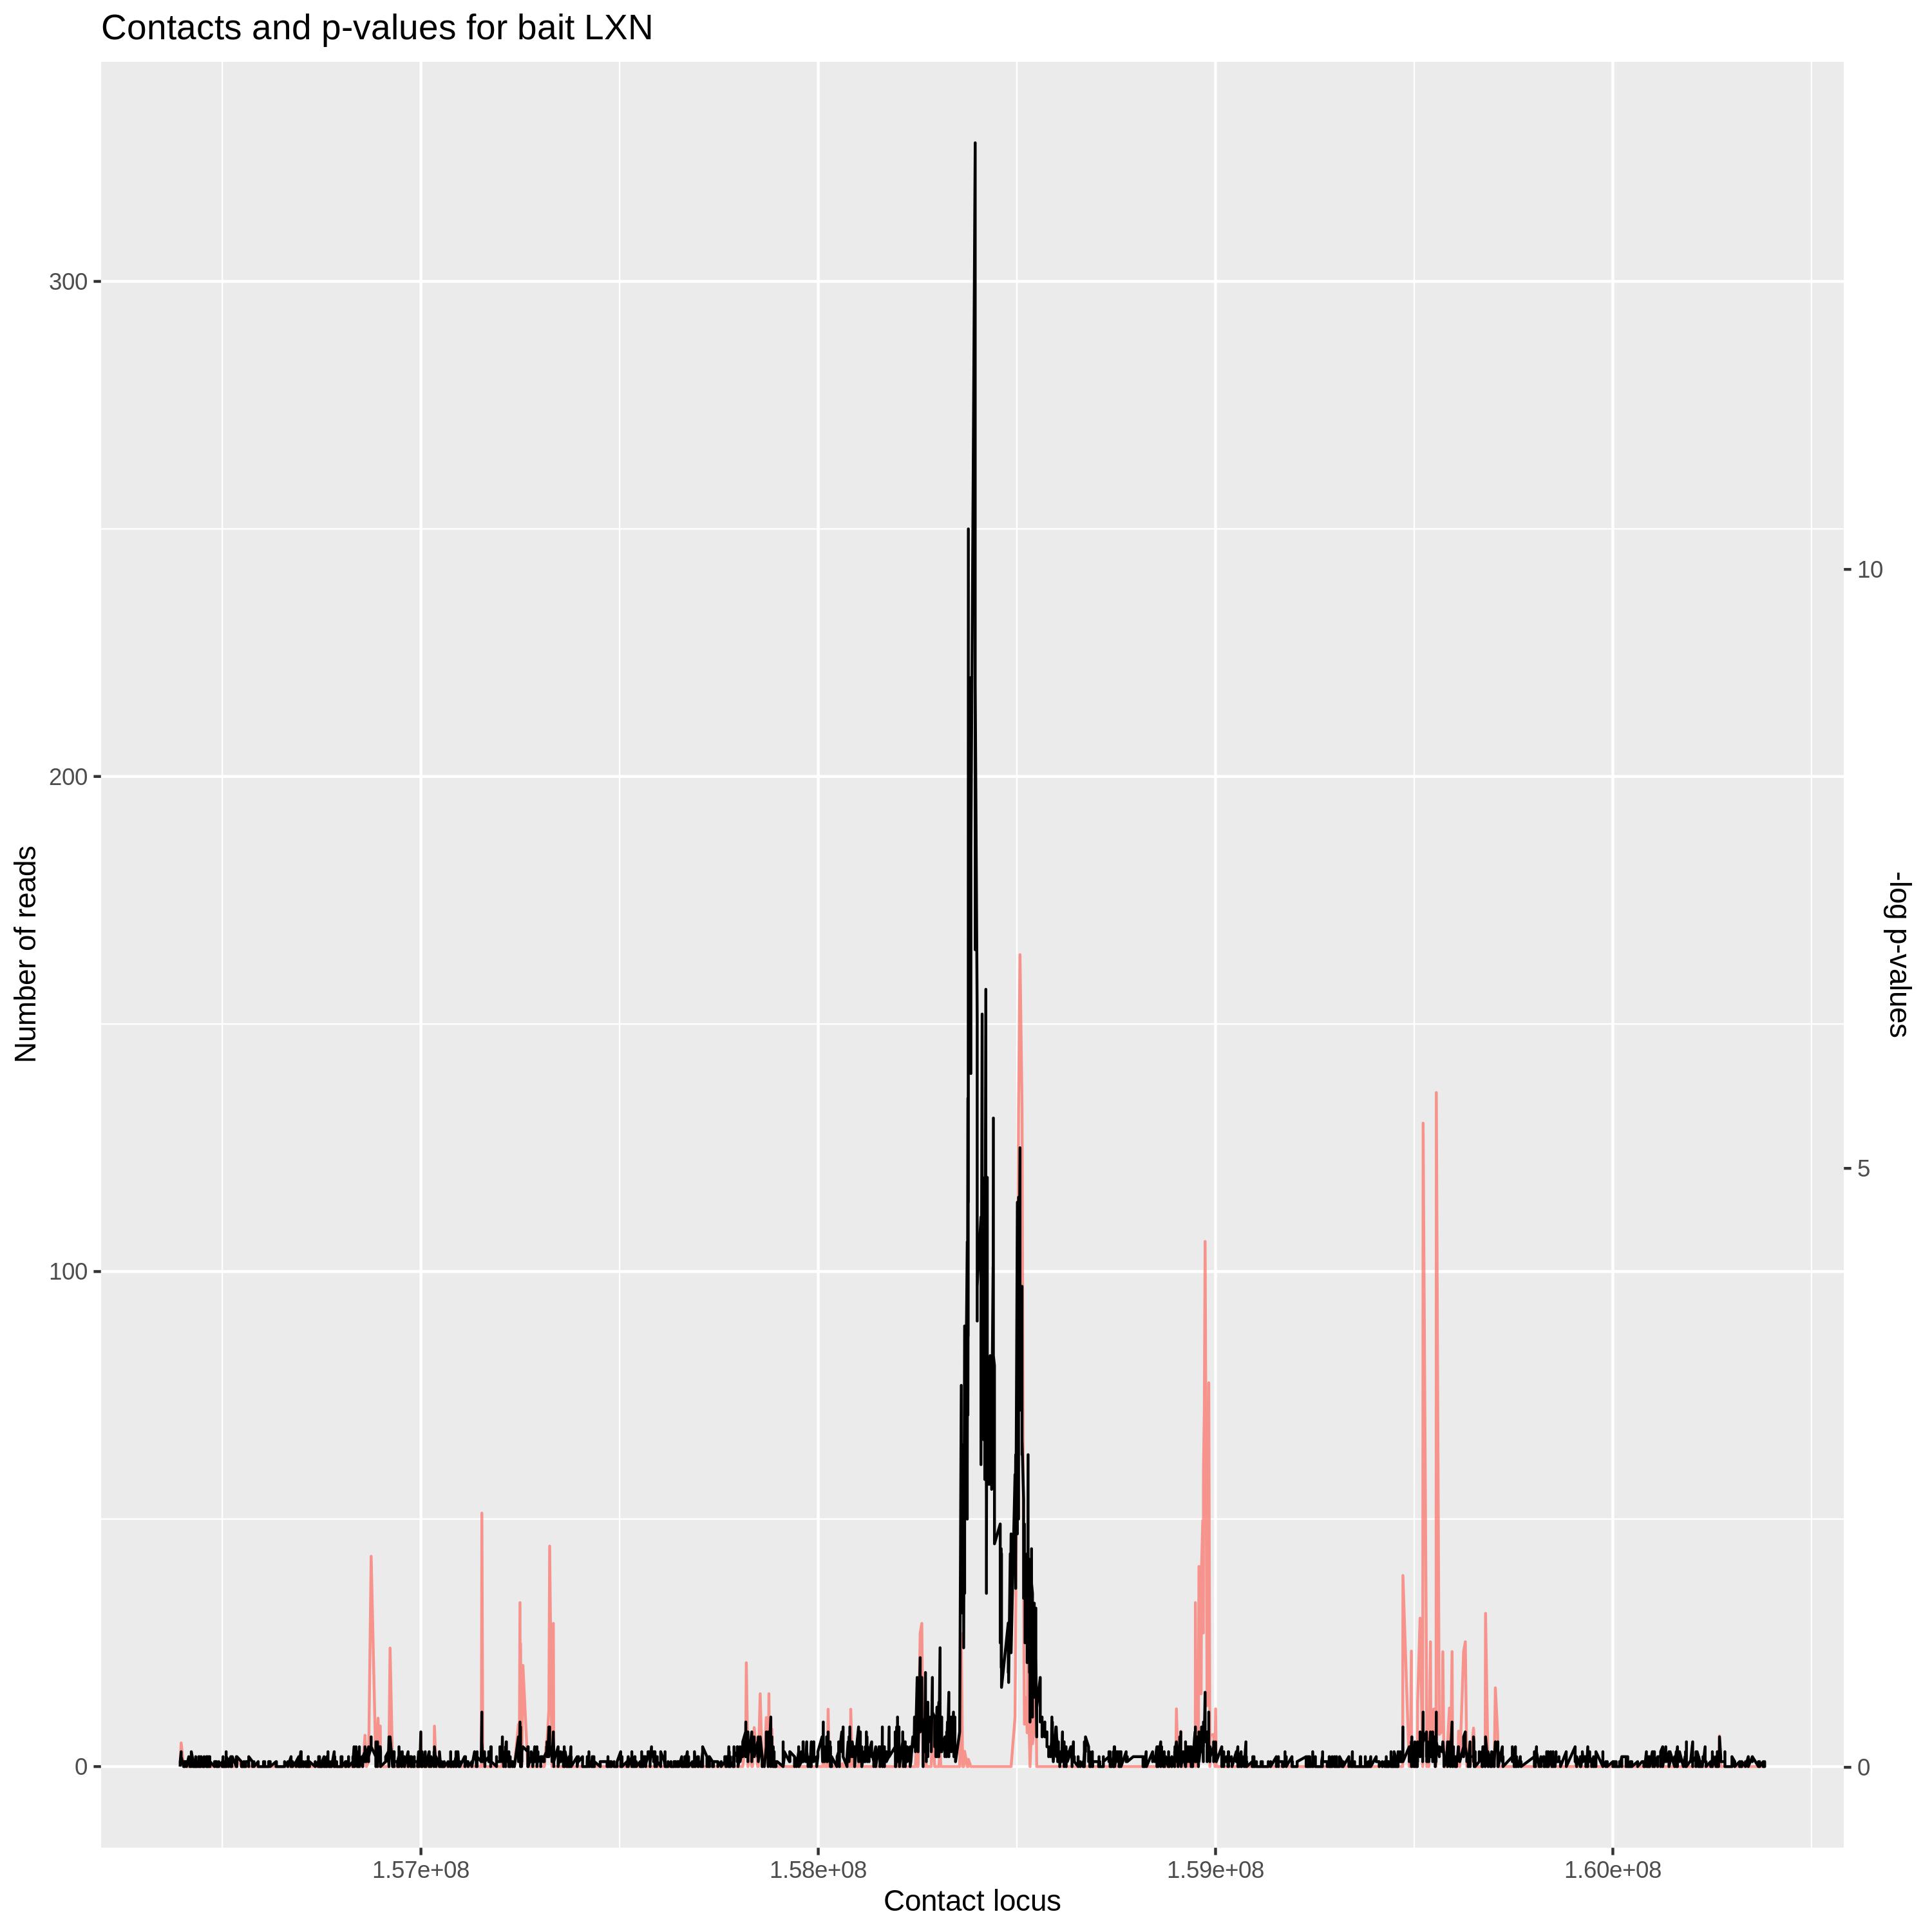 Contacts and p-values for bait LXN
300
200
100
0
10
5
0
Number of reads
-log p-values
1.57e+08
1.58e+08
1.59e+08
1.60e+08
Contact locus